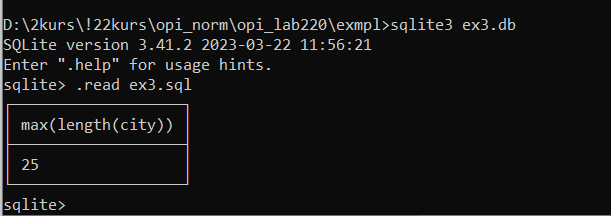 D:\2kurs\!22kurs\opi_norm\opi_lab220\exmpl>sqlite3 ex3.db
SQLite version 3.41.2 2023-03-22 11:56:21
Enter ".help" for usage hints.
sqlite> .read ex3.sql
max(length(city))
25
sqlite>